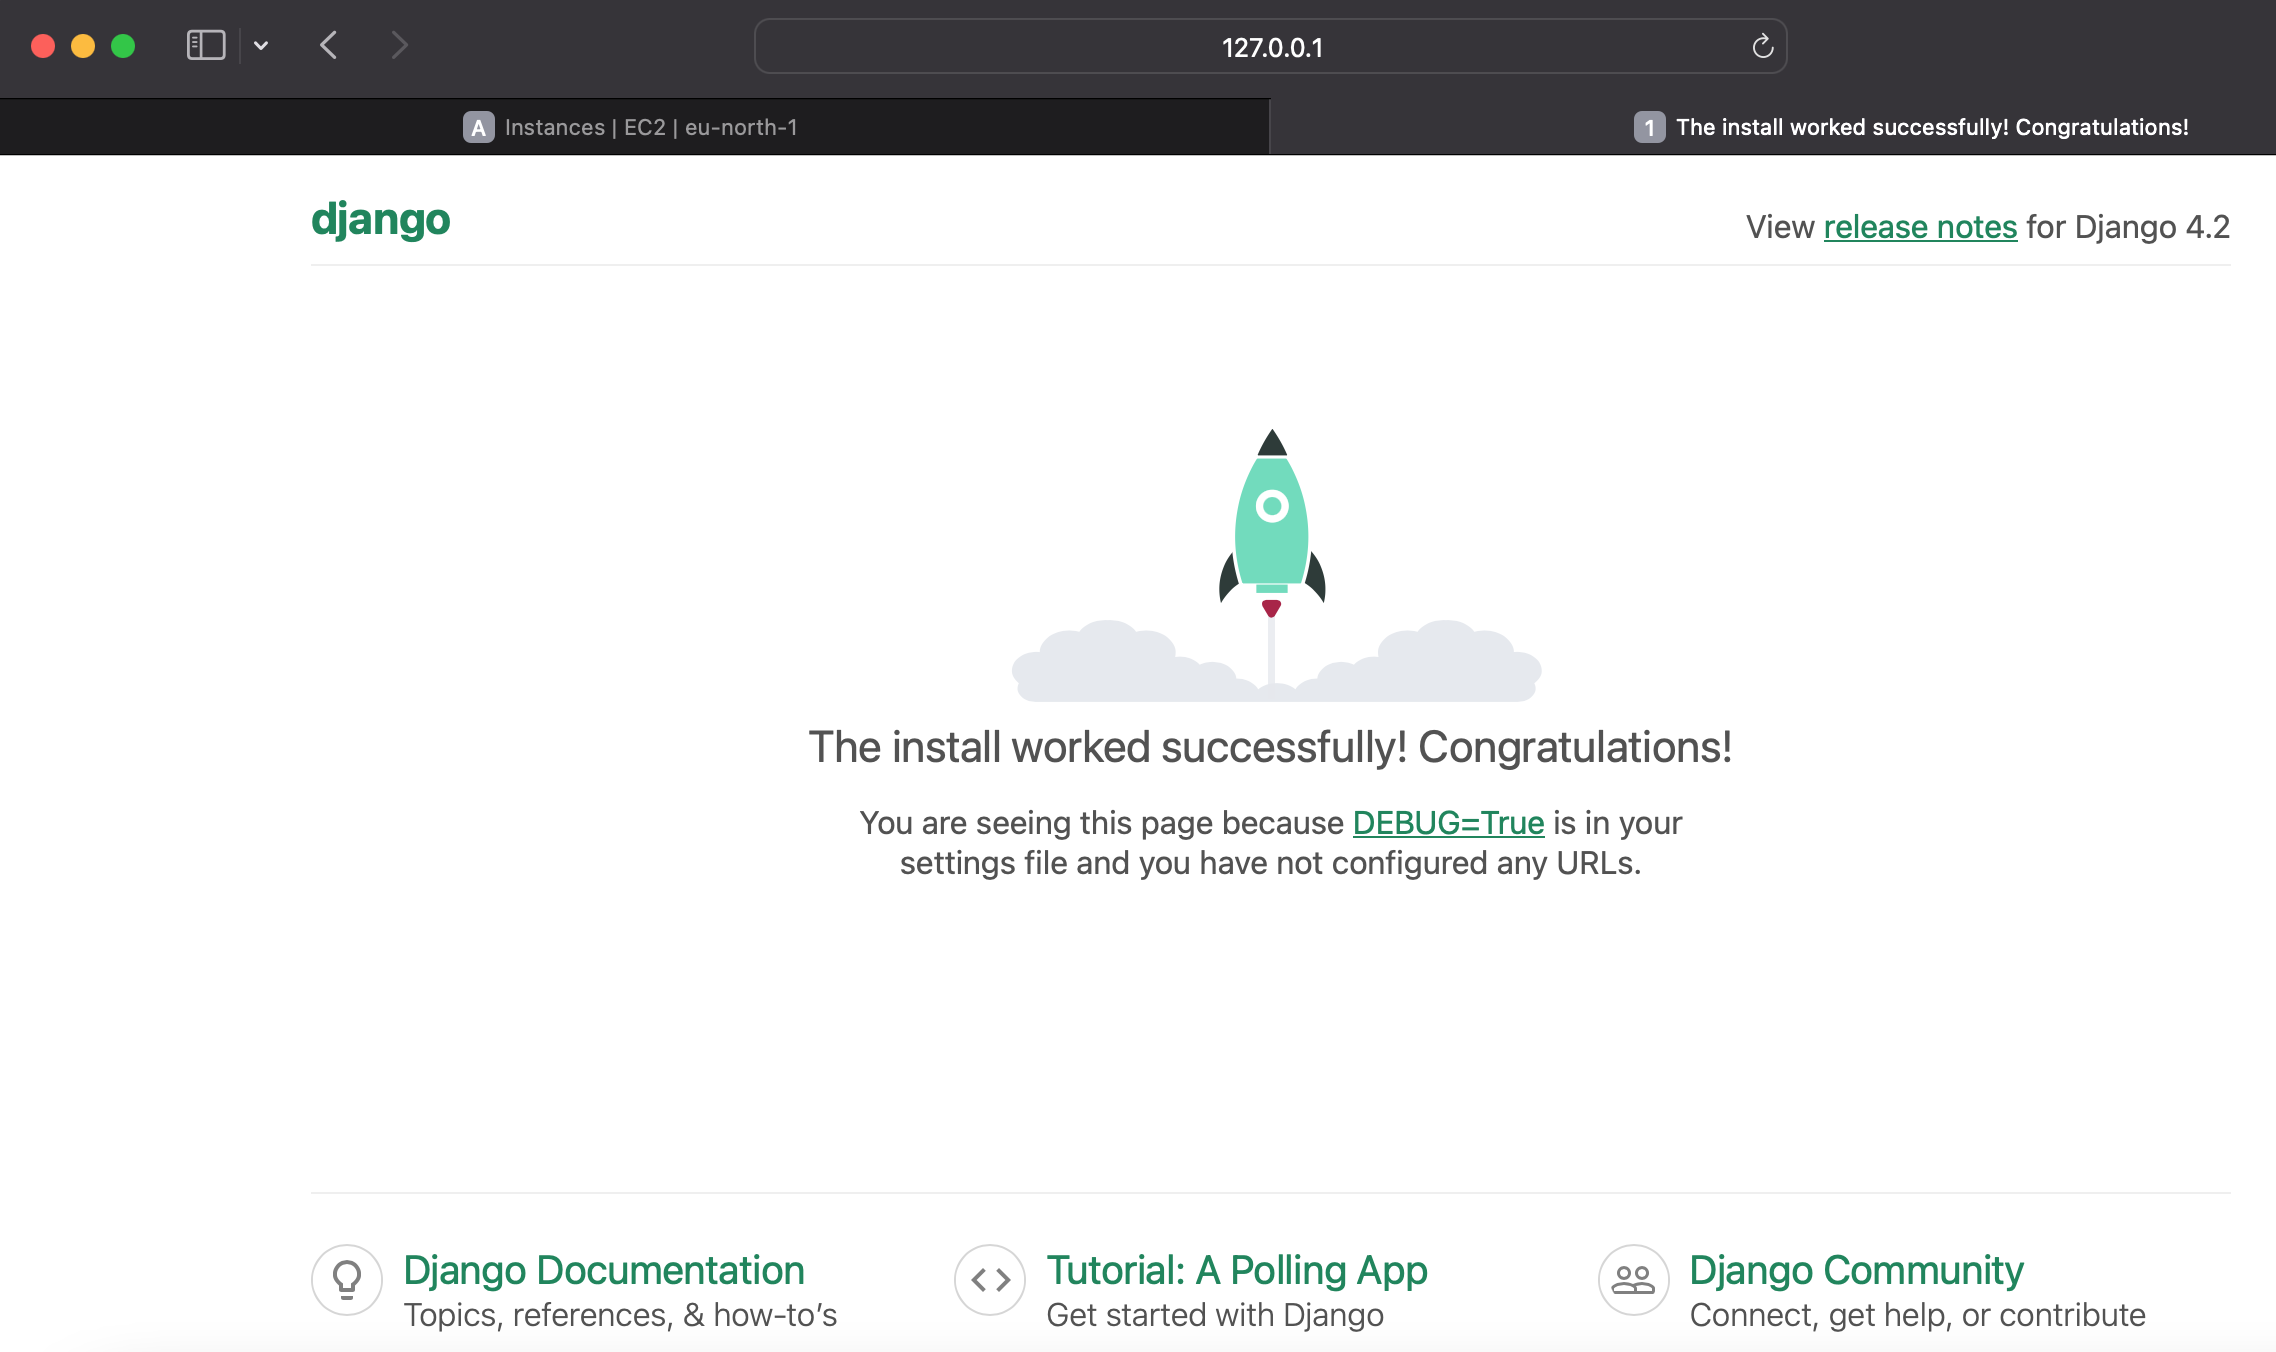 127.0.0.1
A Instances | EC2 | eu-north-1
1 The install worked successfully! Congratulations!
django
View release notes for Django 4.2
The install worked successfully! Congratulations!
You are seeing this page because DEBUG=True is in your
settings file and you have not configured any URLs.
Django Documentation
Topics, references, & how-to’s
Tutorial: A Polling App
Get started with Django
Django Community
Connect, get help, or contribute